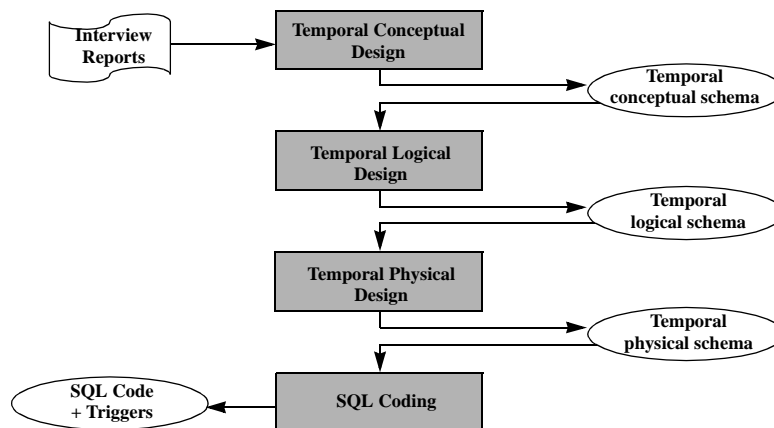 Interview
Reports
Temporal Conceptual
Design
Temporal
conceptual schema
Temporal Logical
Design
Temporal
logical schema
Temporal Physical
Design
Temporal
physical schema
SQL Code
+ Triggers
SQL Coding